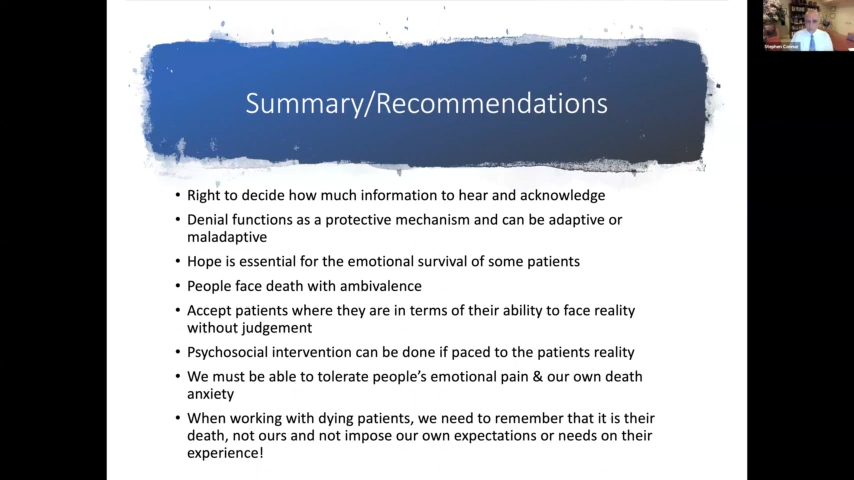 Summary/Recommendations
• Right to decide how much information to hear and acknowledge
• Denial functions as a protective mechanism and can be adaptive or
maladaptive
• Hope is essential for the emotional survival of some patients
• People face death with ambivalence
• Accept patients where they are in terms of their ability to face reality
without judgement
• Psychosocial intervention can be done if paced to the patients reality
• We must be able to tolerate people's emotional pain & our own death
anxiety
• When working with dying patients, we need to remember that it is their
death, not ours and not impose our own expectations or needs on their
experience!
Stephen Connor